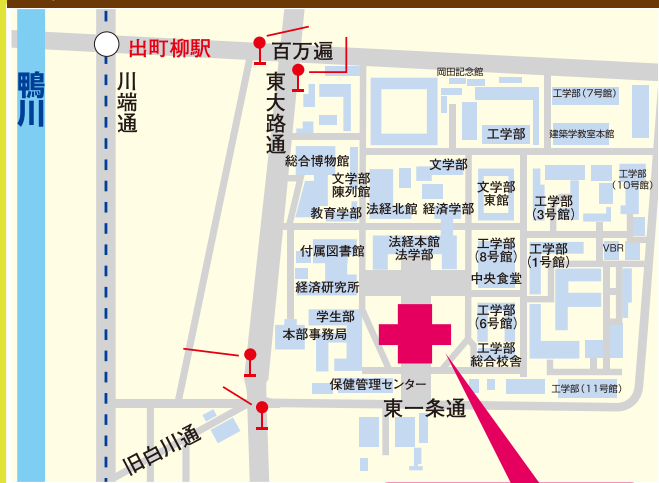 出町柳駅
百万遍
鴨川
川端通
東大路通
岡田記念館
工学部(7号館)
工学部
建築学教室本館
総合博物館
文学部
文学部
陳列館
文学部
東館
工学部
(10号館)
工学部
(3号館)
教育学部
法経北館
経済学部
付属図書館
法経本館
法学部
工学部
(8号館)
工学部
(1号館)
VBR
中央食堂
経済研究所
学生部
本部事務局
工学部
(6号館)
工学部
総合校舎
保健管理センター
工学部(11号館)
東一条通
旧白川通